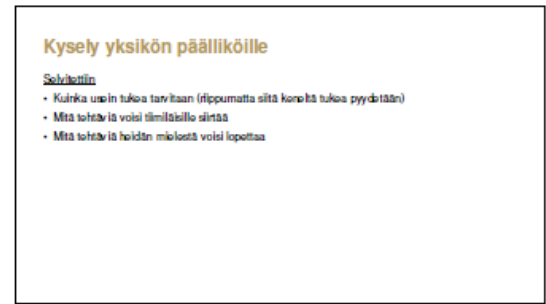 Kysely yksikön päälliköille
Selvitettiin
• Kuinka usein tukea tarvitaan (riippumatta siitä keneltä tukea pyydetään)
• Mitä tehtäviä voisi tiimiläisille siirtää
• Mitä tehtäviä heidän mielestä voisi lopettaa